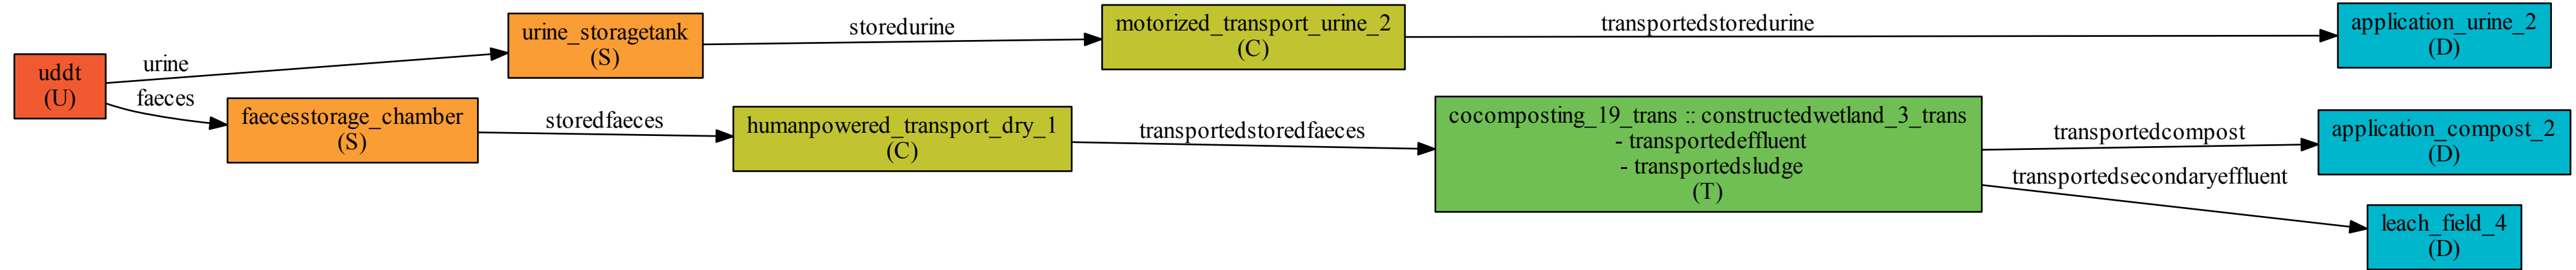 uddt
(U)
urine
faeces
urine_storagetank
(S)
faecesstorage_chamber
(S)
storedurine
storedfaeces
motorized_transport_urine_2
(C)
humanpowered_transport_dry_1
(C)
transportedstoredurine
transportedstoredfaeces
cocomposting_19_trans :: constructedwetland_3_trans
- transportedeffluent
- transportedsludge
(T)
transportedcompost
transportedsecondaryeffluent
application_urine_2
(D)
application_compost_2
(D)
leach_field_4
(D)